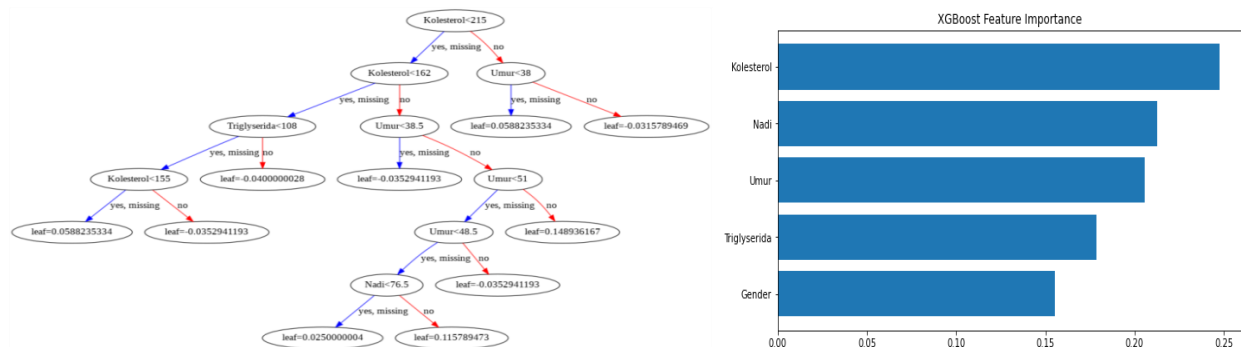 Kolesterol<215
yes, missing
no
Kolesterol<162
Umur<38
yes, missing
no
yes, missing
no
Triglyserida<108
Umur<38.5
leaf=0.0588235334
leaf=-0.0315789469
yes, missing
no
yes, missing
no
Kolesterol<155
leaf=-0.0400000028
leaf=-0.0352941193
Umur<51
yes, missing
no
yes, missing
no
leaf=0.0588235334
leaf=-0.0352941193
Umur<48.5
leaf=0.148936167
yes, missing
no
Nadi<76.5
leaf=-0.0352941193
yes, missing
no
leaf=0.0250000004
leaf=0.115789473
XGBoost Feature Importance
Kolesterol
Nadi
Umur
Triglyserida
Gender
0.00
0.05
0.10
0.15
0.20
0.25